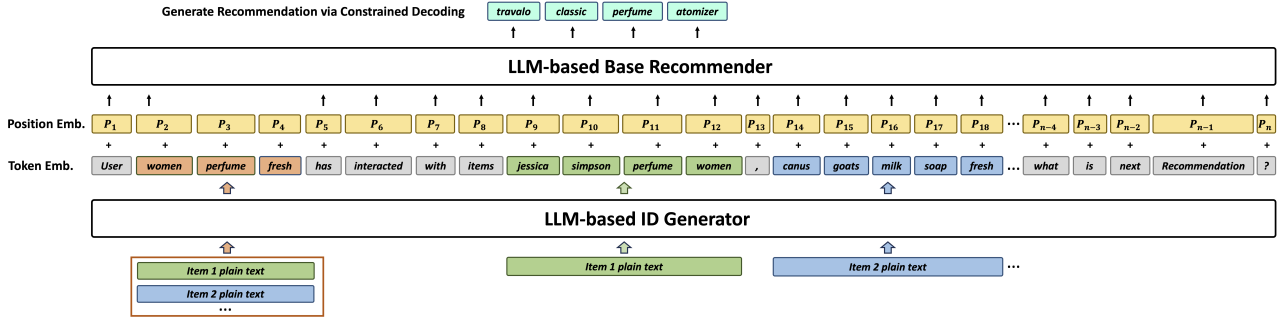 Generate Recommendation via Constrained Decoding travalo classic perfume atomizer
LLM-based Base Recommender
Position Emb. P1 P2 P3 P4 P5 P6 P7 P8 P9 P10 P11 P12 P13 P14 P15 P16 P17 P18 ... Pn−4 Pn−3 Pn−2 Pn−1 Pn
+ + + + + + + + + + + + + + + + + + + + + + +
Token Emb. User women perfume fresh has interacted with items jessica simpson perfume women , canus goats milk soap fresh ... what is next Recommendation ?
LLM-based ID Generator
Item 1 plain text Item 1 plain text Item 2 plain text ...
Item 2 plain text
...